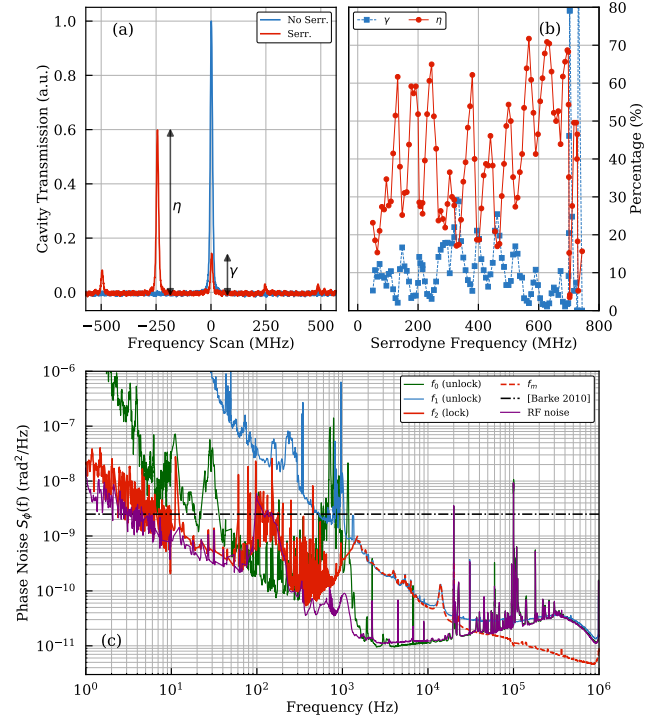 (a)
No Serr.
Serr.
η
γ
Cavity Transmission (a.u.)
1.0
0.8
0.6
0.4
0.2
0.0
−500 −250 0 250 500
Frequency Scan (MHz)
(b)
γ η
Percentage (%)
80
70
60
50
40
30
20
10
0
0 200 400 600 800
Serrodyne Frequency (MHz)
(c)
f0 (unlock)
f1 (unlock)
f2 (lock)
fm
[Barke 2010]
RF noise
Phase Noise Sϕ(f) (rad²/Hz)
10⁻⁶
10⁻⁷
10⁻⁸
10⁻⁹
10⁻¹⁰
10⁻¹¹
10⁰ 10¹ 10² 10³ 10⁴ 10⁵ 10⁶
Frequency (Hz)